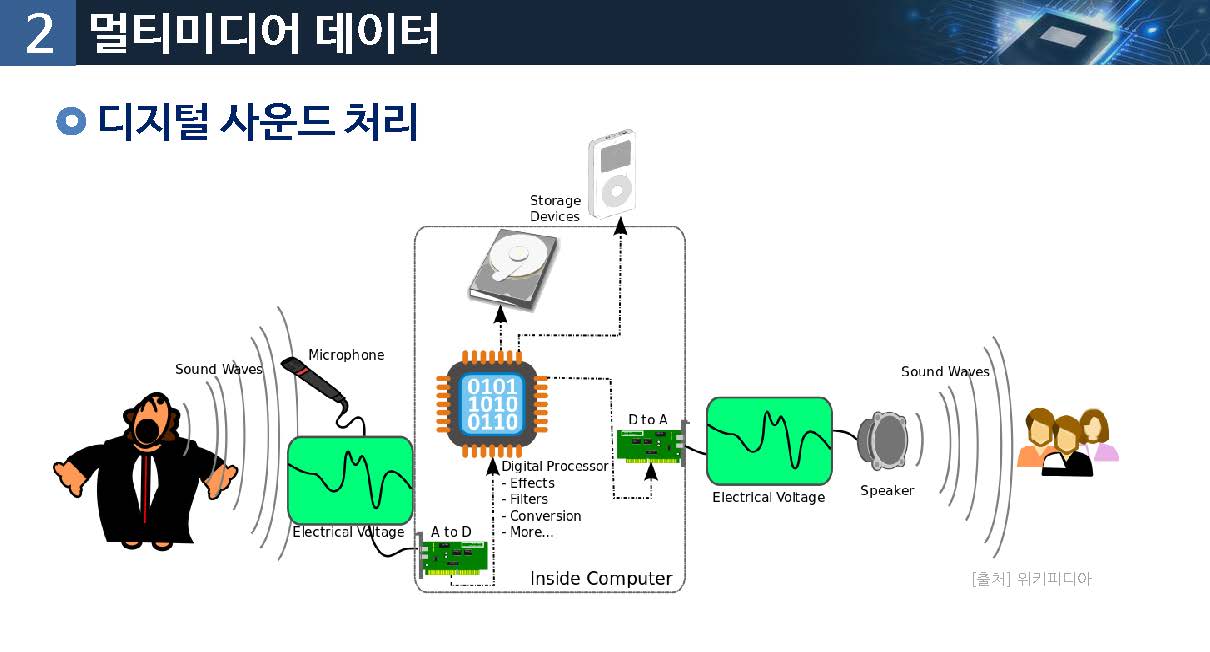 2 멀티미디어 데이터
디지털 사운드 처리
Storage
Devices
Sound Waves
Microphone
0101
1010
0110
Electrical Voltage
A to D
Digital Processor
- Effects
- Filters
- Conversion
- More...
D to A
Inside Computer
Electrical Voltage
Speaker
Sound Waves
[출처] 위키피디아